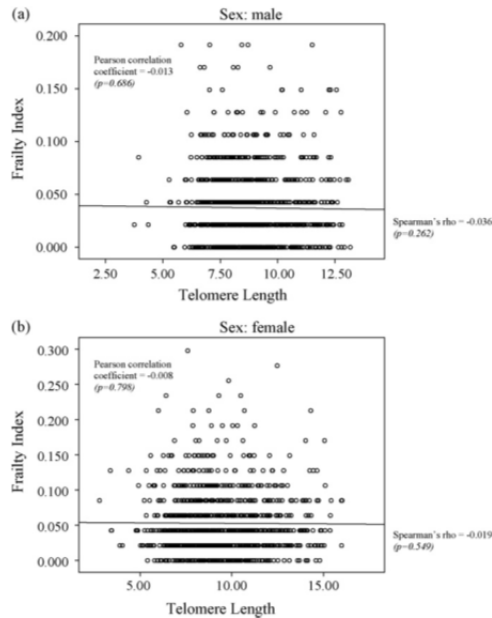 (a)
Sex: male
Pearson correlation
coefficient = -0.013
(p=0.686)
0.200
0.150
0.100
0.050
0.000
Frailty Index
Spearman's rho = -0.036
(p=0.262)
2.50 5.00 7.50 10.00 12.50
Telomere Length
(b)
Sex: female
Pearson correlation
coefficient = -0.008
(p=0.798)
0.300
0.250
0.200
0.150
0.100
0.050
0.000
Frailty Index
Spearman's rho = -0.019
(p=0.549)
5.00 10.00 15.00
Telomere Length